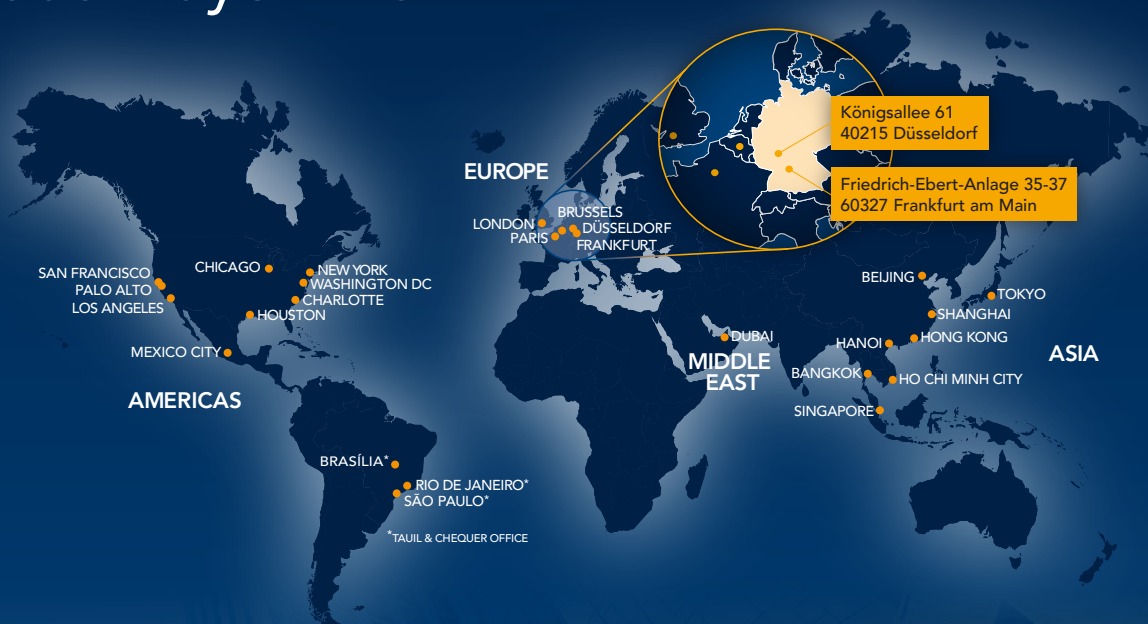 EUROPE
Königsallee 61
40215 Düsseldorf
Friedrich-Ebert-Anlage 35-37
60327 Frankfurt am Main
LONDON
BRUSSELS
PARIS
DÜSSELDORF
FRANKFURT
SAN FRANCISCO
PALO ALTO
LOS ANGELES
CHICAGO
NEW YORK
WASHINGTON DC
CHARLOTTE
HOUSTON
MEXICO CITY
AMERICAS
BRASÍLIA*
RIO DE JANEIRO*
SÃO PAULO*
*TAUIL & CHEQUER OFFICE
DUBAI
MIDDLE
EAST
BEIJING
TOKYO
SHANGHAI
HANOI
HONG KONG
BANGKOK
HO CHI MINH CITY
SINGAPORE
ASIA